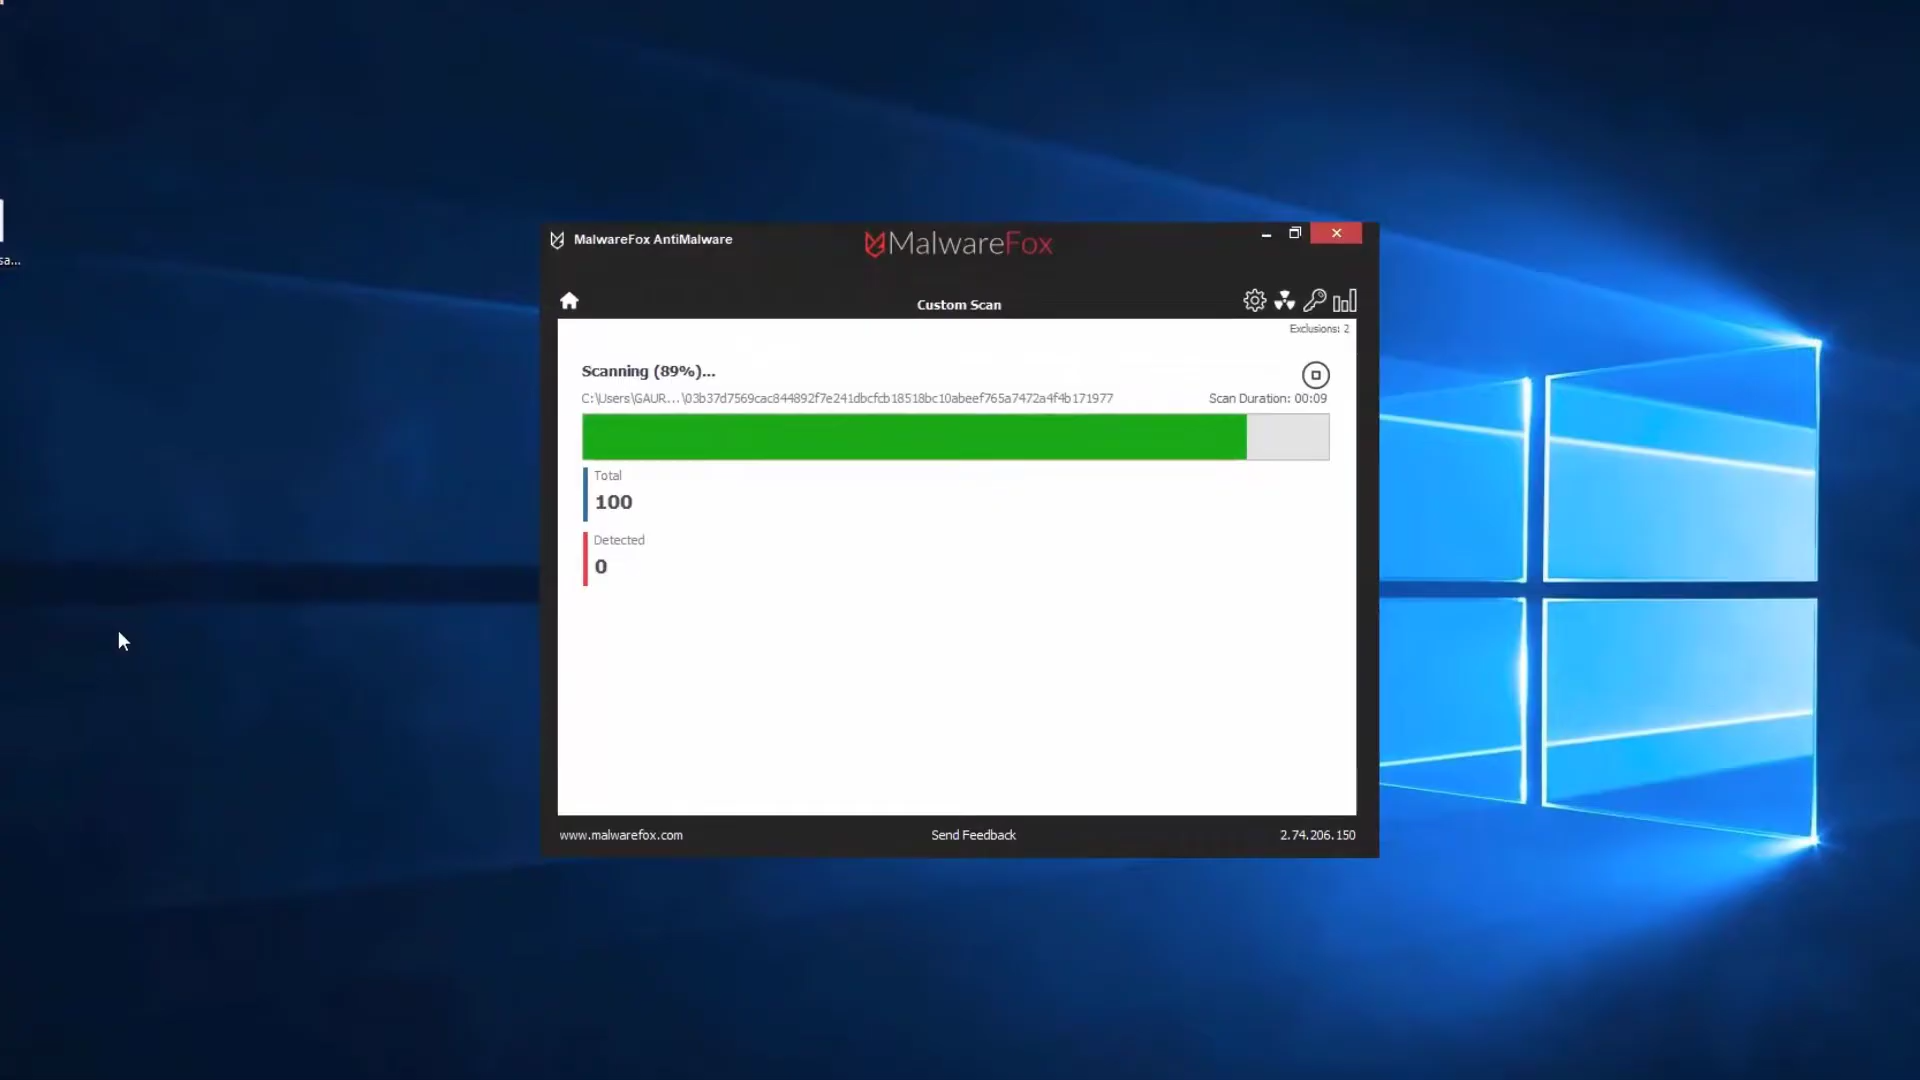 sa...
MalwareFox AntiMalware
MalwareFox
Custom Scan
Exclusions: 2
Scanning (89%)...
C:\Users\GAUR...\03b37d7569cac844892f7e241dbcfcb18518bc10abeef765a7472a4f4b171977
Scan Duration: 00:09
Total
100
Detected
0
www.malwarefox.com
Send Feedback
2.74.206.150